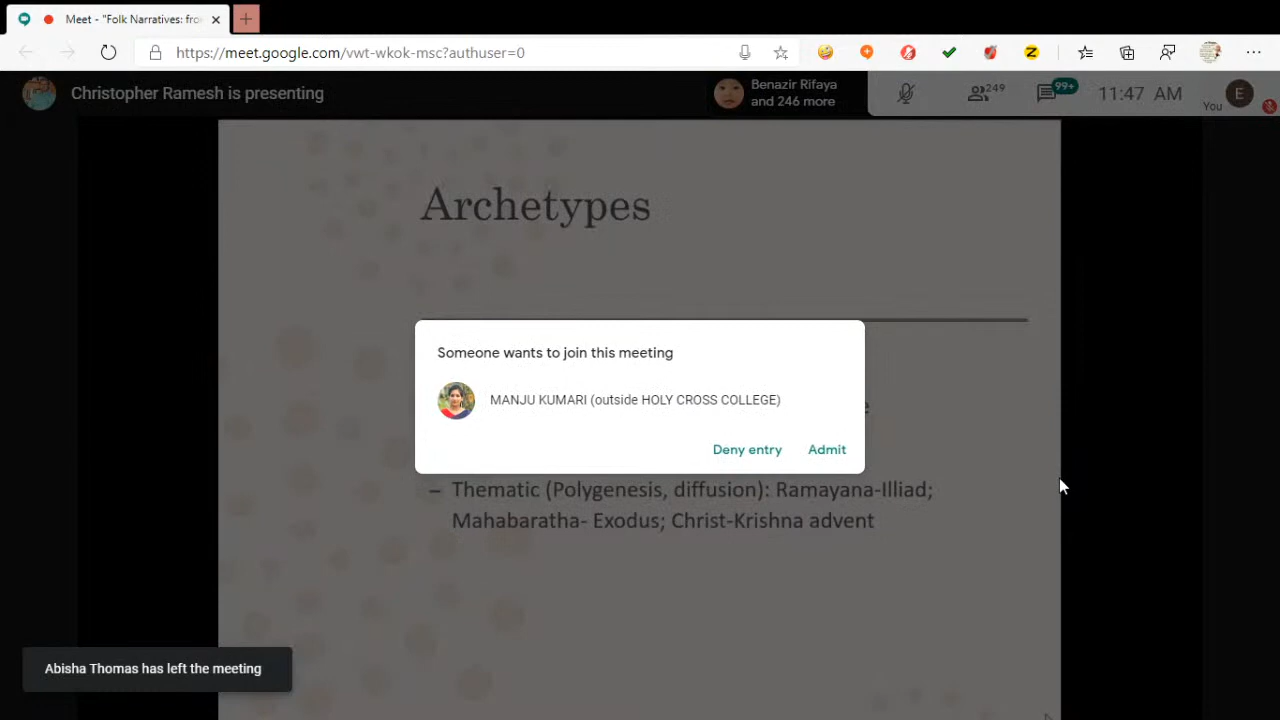 Meet - "Folk Narratives: fro
https://meet.google.com/vwt-wkok-msc?authuser=0
Christopher Ramesh is presenting
Benazir Rifaya
and 246 more
249
99+
11:47 AM
You
E
Archetypes
Someone wants to join this meeting
MANJU KUMARI (outside HOLY CROSS COLLEGE)
Deny entry
Admit
– Thematic (Polygenesis, diffusion): Ramayana-Illiad;
Mahabaratha- Exodus; Christ-Krishna advent
Abisha Thomas has left the meeting